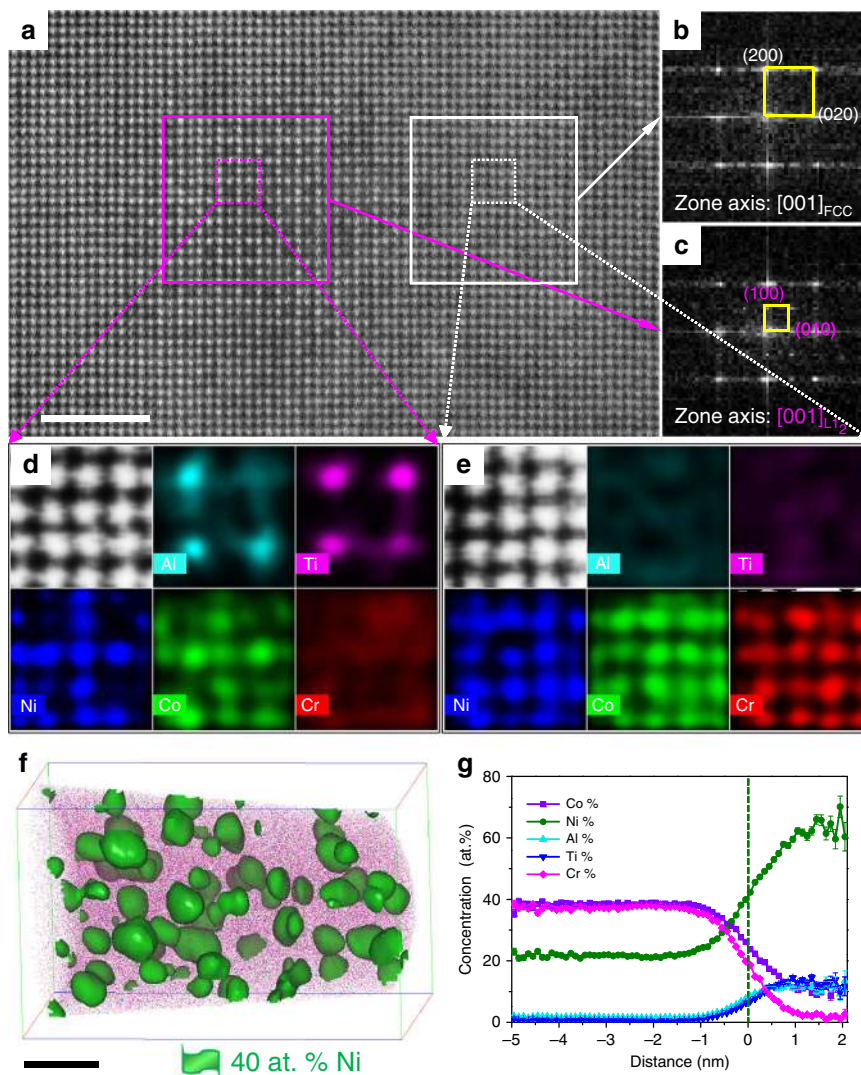 a
b
(200)
(020)
Zone axis: [001]FCC
c
(100)
(010)
Zone axis: [001]L12
d
Al
Ti
Ni
Co
Cr
e
Al
Ti
Ni
Co
Cr
f
40 at. % Ni
g
80
60
40
20
0
Concentration (at.%)
Co %
Ni %
Al %
Ti %
Cr %
–5
–4
–3
–2
–1
0
1
2
Distance (nm)